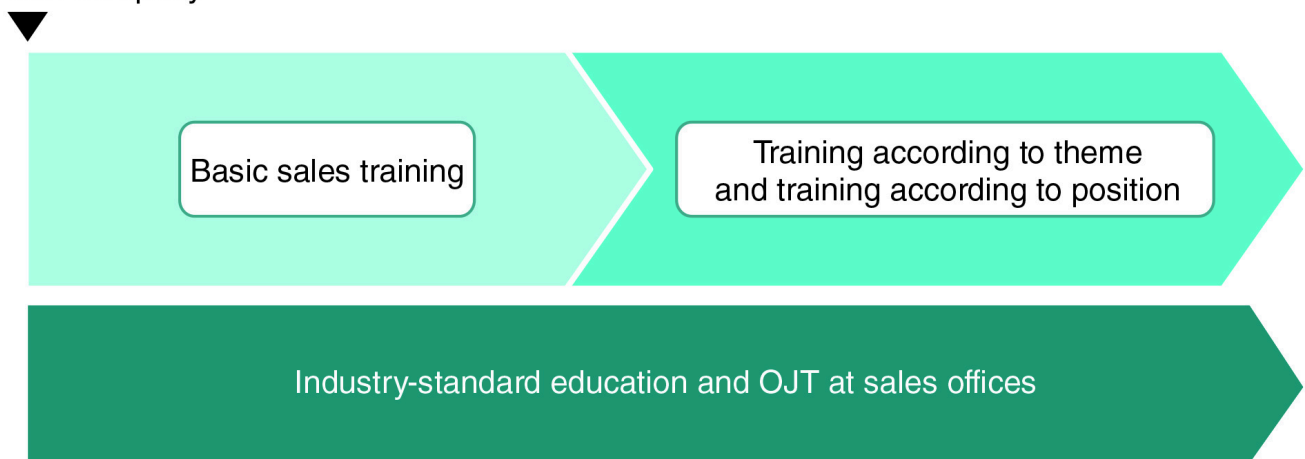 Basic sales training
Training according to theme
and training according to position
Industry-standard education and OJT at sales offices